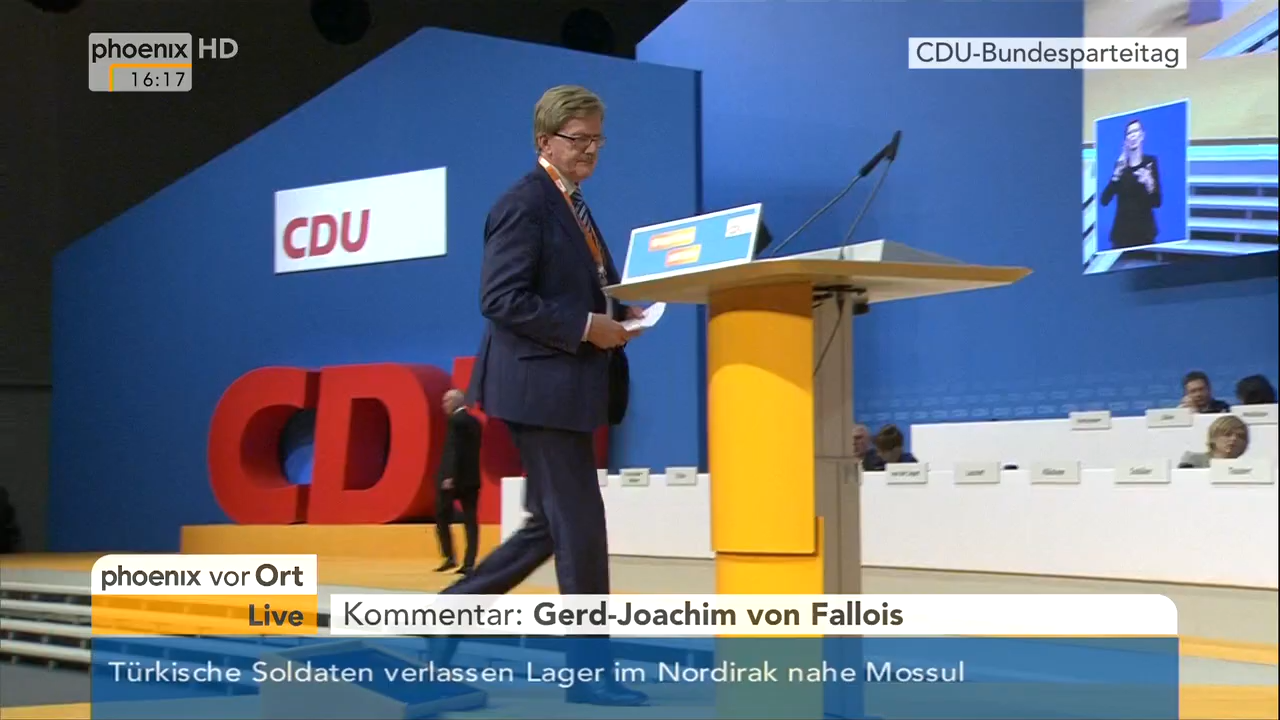 phoenix HD
16:17
CDU-Bundesparteitag
CDU
CDU
phoenix vor Ort
Live
Kommentar: Gerd-Joachim von Fallois
Türkische Soldaten verlassen Lager im Nordirak nahe Mossul